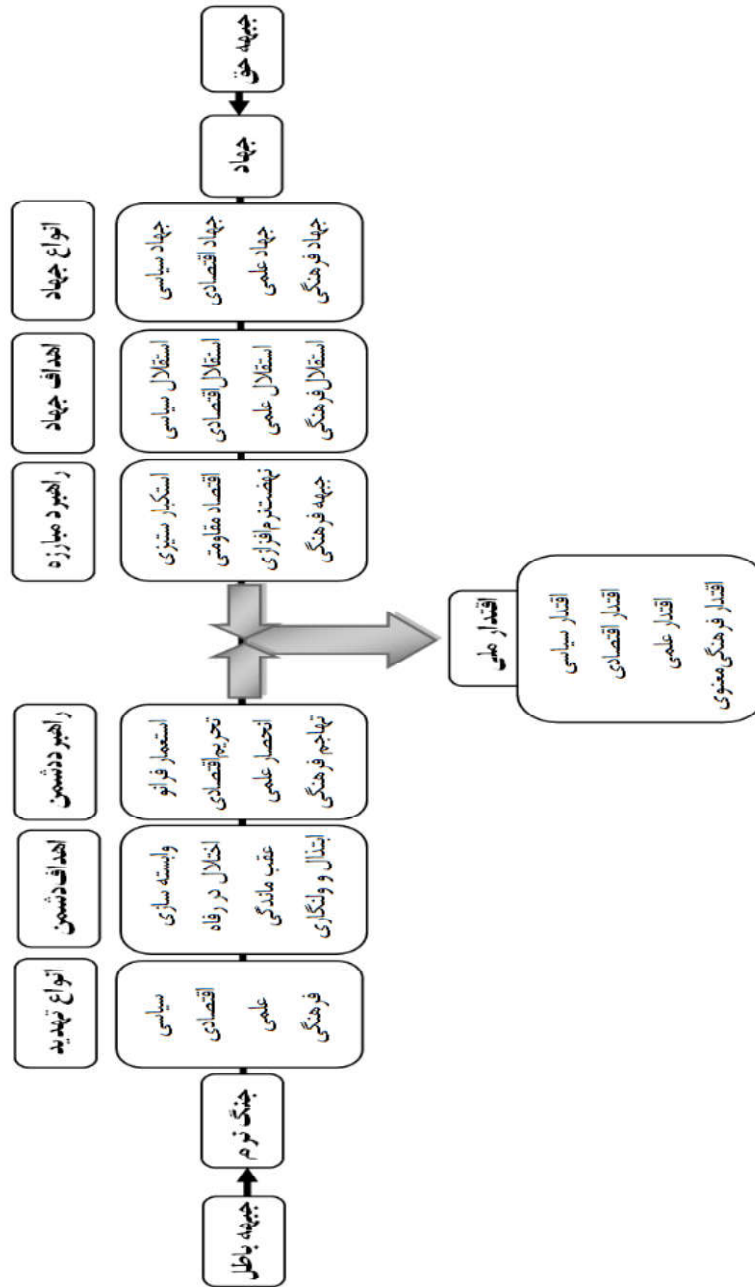 جبهه حق
جهاد
انواع جهاد
جهاد سیاسی
جهاد اقتصادی
جهاد علمی
جهاد فرهنگی
اهداف جهاد
استقلال سیاسی
استقلال اقتصادی
استقلال علمی
استقلال فرهنگی
راهبرد مبارزه
استکبار ستیزی
اقتصاد مقاومتی
نهضت نرم افزاری
جبهه فرهنگی
اقتدار ملی
اقتدار سیاسی
اقتدار اقتصادی
اقتدار علمی
اقتدار فرهنگی معنوی
راهبرد دشمن
استعمار فرانو
تحریم اقتصادی
انحصار علمی
تهاجم فرهنگی
اهداف دشمن
وابسته سازی
اختلال در رفاه
عقب ماندگی
ابتذال و ولنگاری
انواع تهدید
سیاسی
اقتصادی
علمی
فرهنگی
جنگ نرم
جبهه باطل